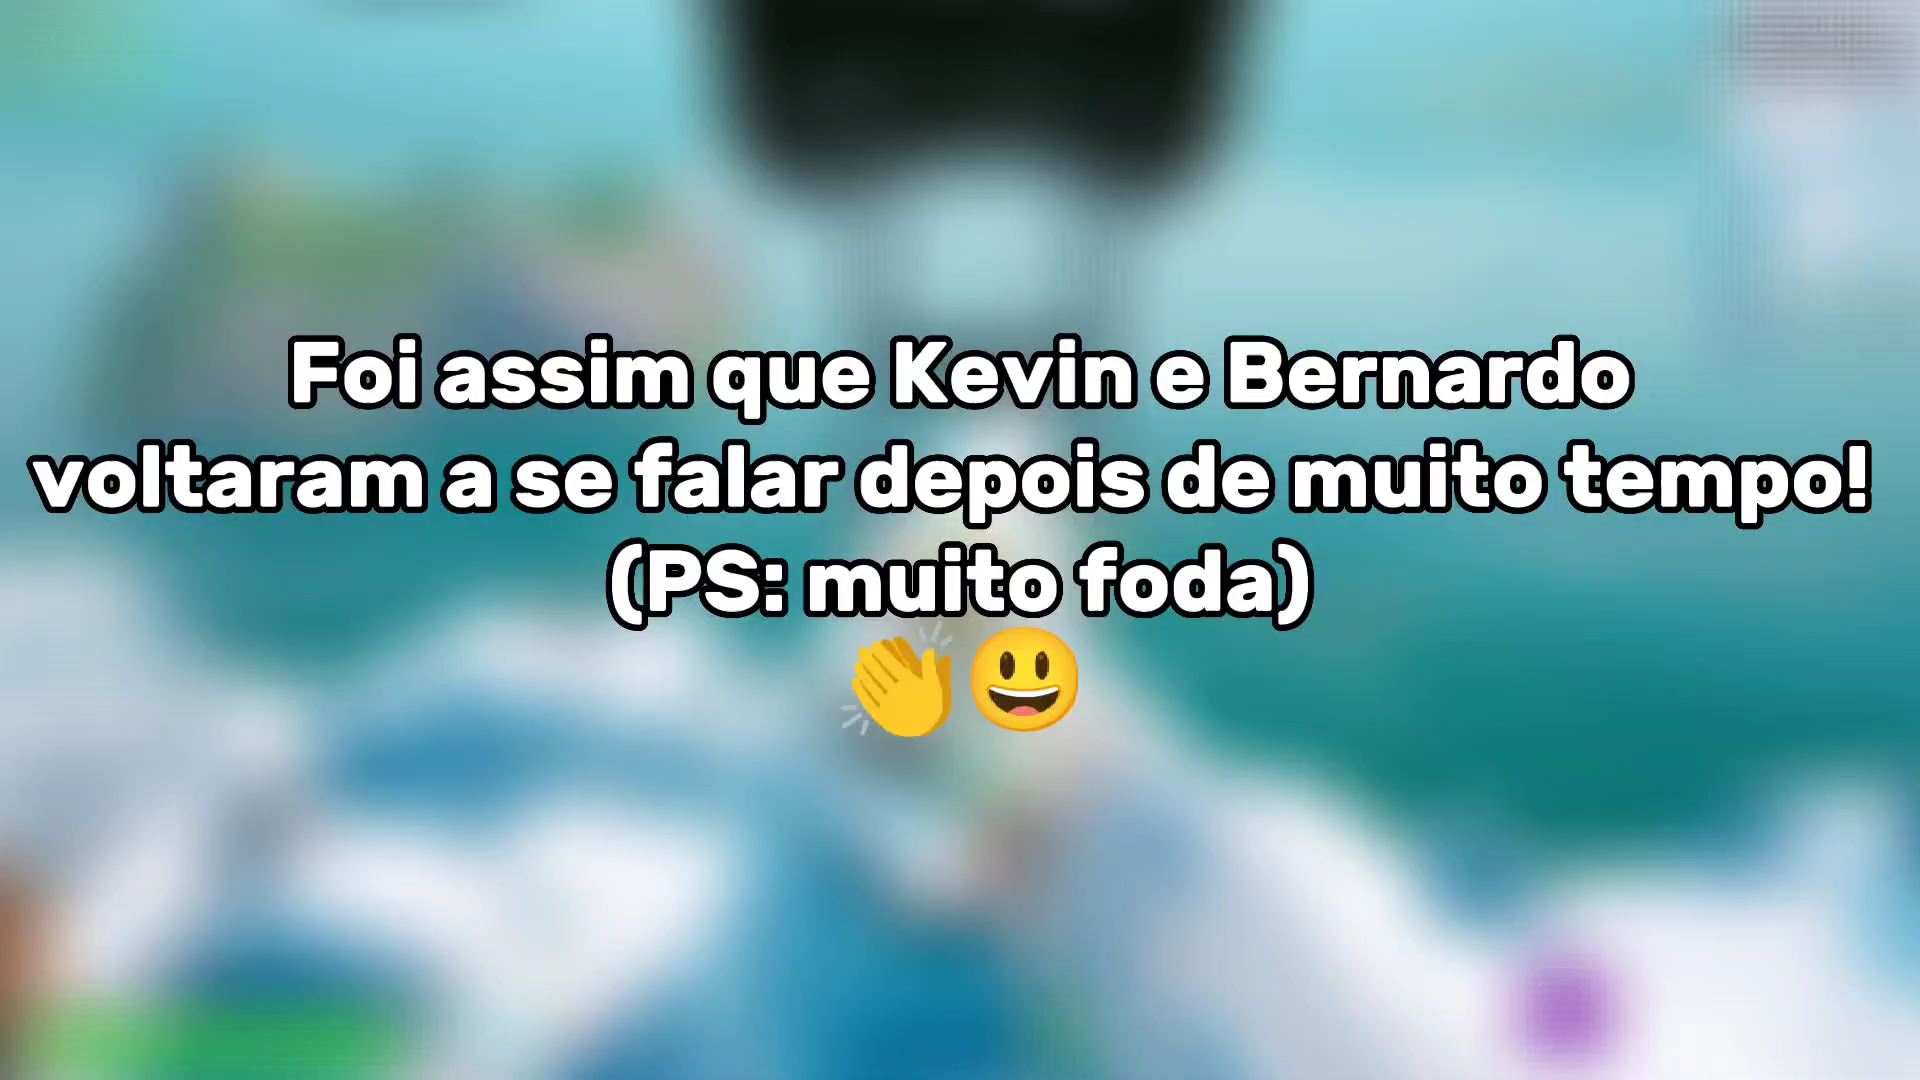 Foi assim que Kevin e Bernardo
voltaram a se falar depois de muito tempo!
(PS: muito foda)
👏😃